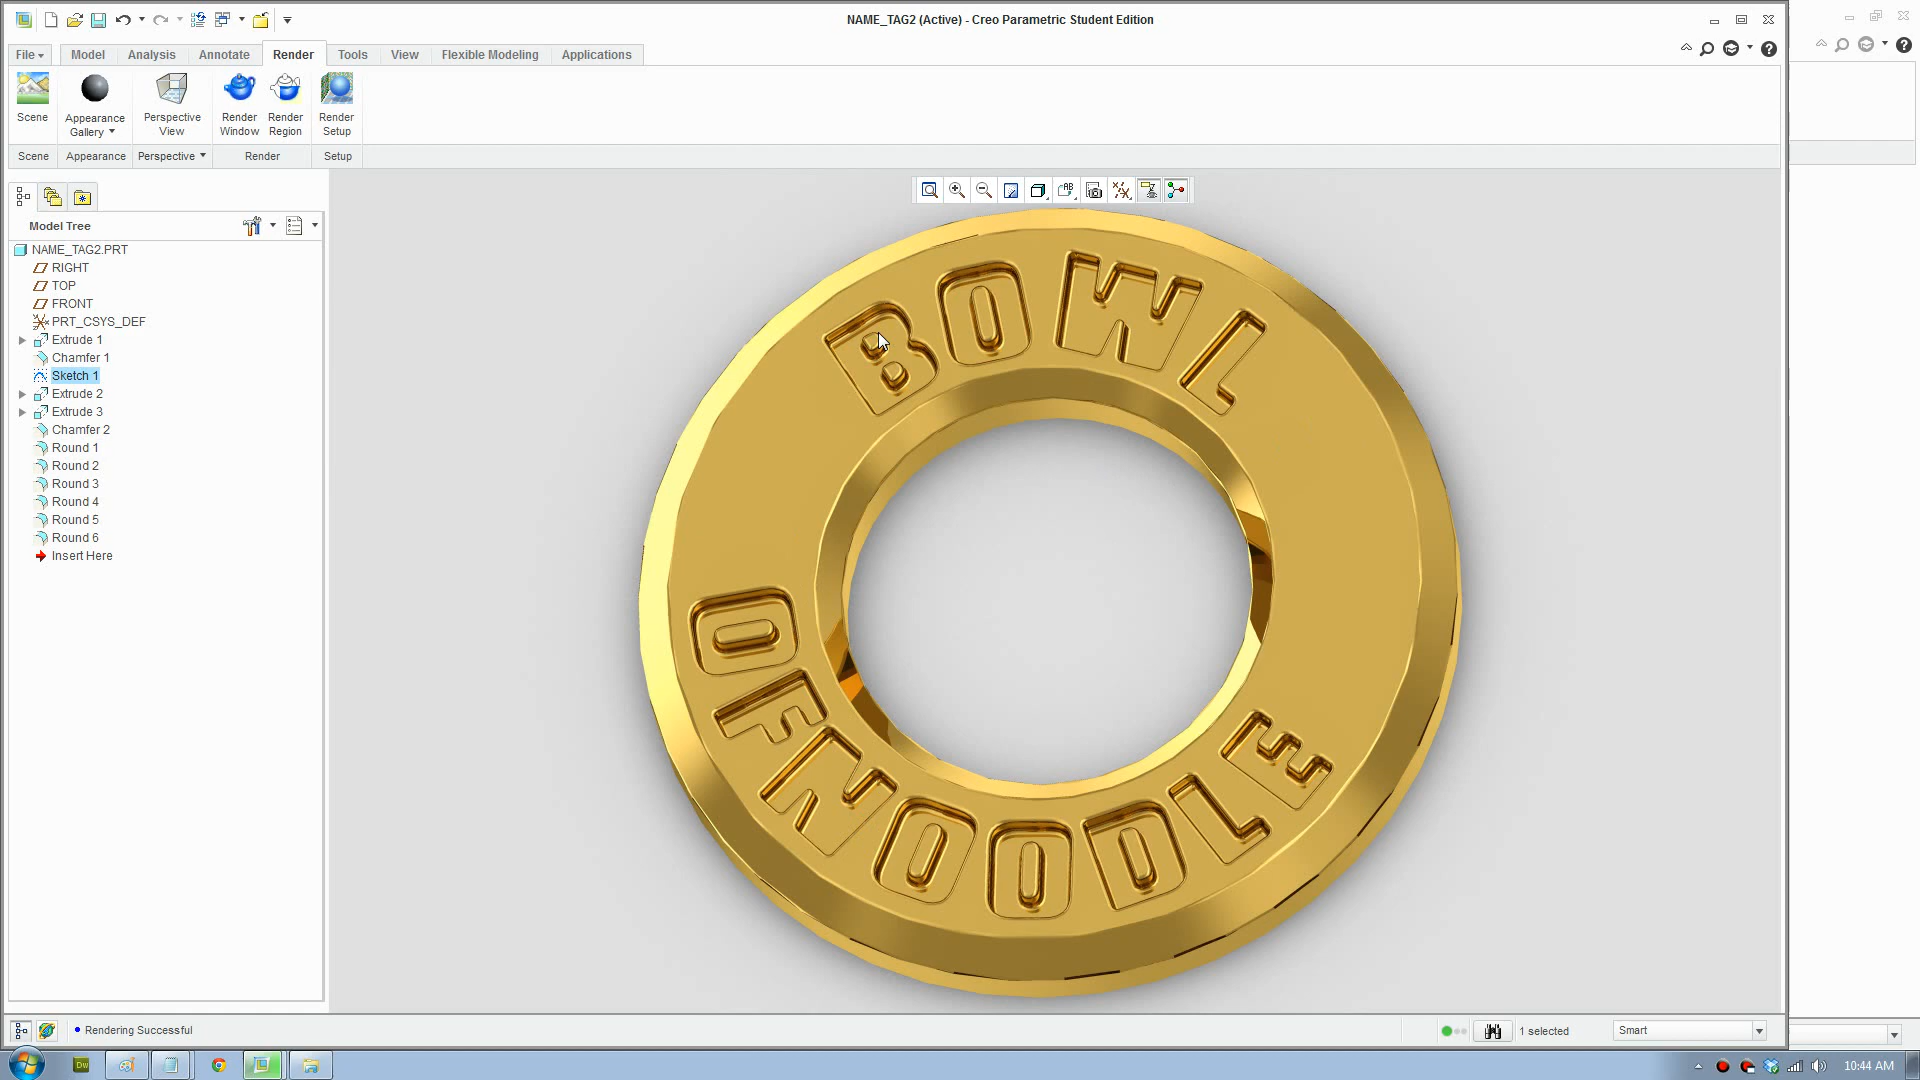 NAME_TAG2 (Active) - Creo Parametric Student Edition
File Model Analysis Annotate Render Tools View Flexible Modeling Applications
Scene
Appearance Gallery
Perspective View
Render Window
Render Region
Render Setup
Scene Appearance Perspective Render Setup
Model Tree
NAME_TAG2.PRT
RIGHT
TOP
FRONT
PRT_CSYS_DEF
Extrude 1
Chamfer 1
Sketch 1
Extrude 2
Extrude 3
Chamfer 2
Round 1
Round 2
Round 3
Round 4
Round 5
Round 6
Insert Here
BOWL
OF NOODLE
Rendering Successful
1 selected
Smart
Dw
10:44 AM